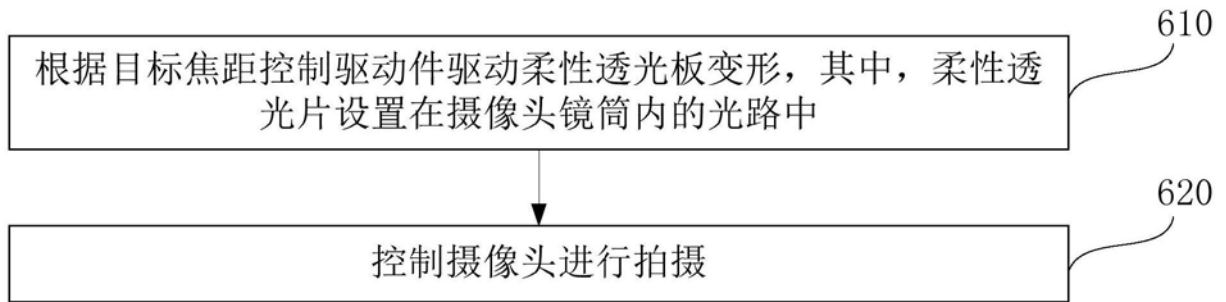 610
根据目标焦距控制驱动件驱动柔性透光板变形，其中，柔性透
光片设置在摄像头镜筒内的光路中
620
控制摄像头进行拍摄